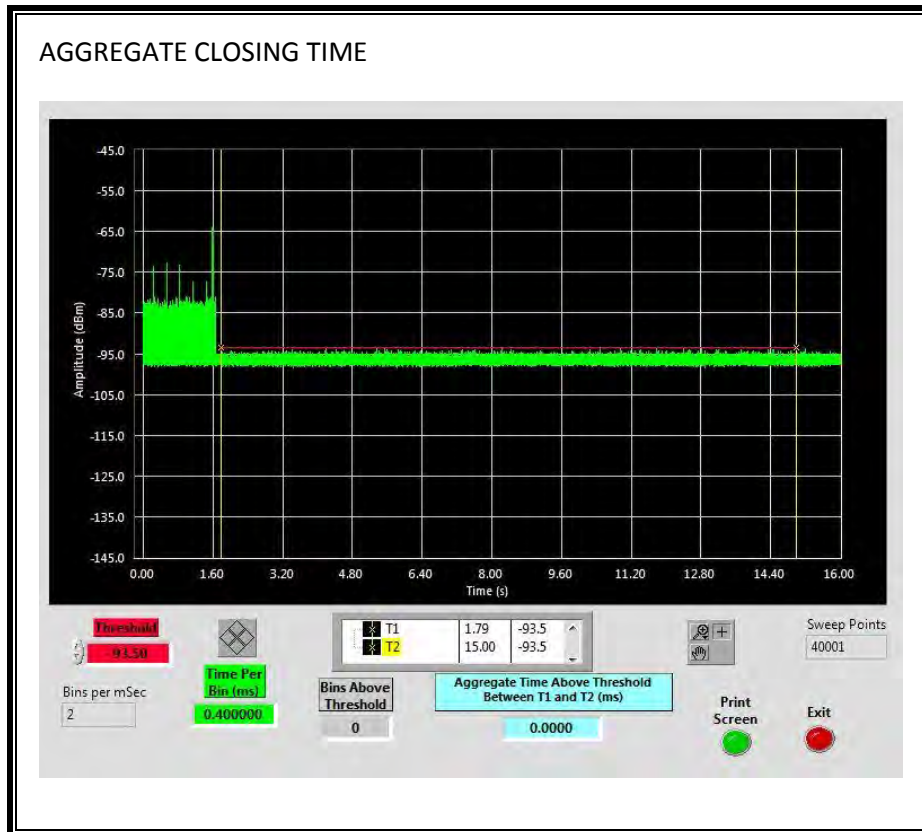 AGGREGATE CLOSING TIME
-45.0
-55.0
-65.0
-75.0
-85.0
-95.0
-105.0
-115.0
-125.0
-135.0
-145.0
Amplitude (dBm)
0.00 1.60 3.20 4.80 6.40 8.00 9.60 11.20 12.80 14.40 16.00
Time (s)
Threshold
-93.50
T1 1.79 -93.5
T2 15.00 -93.5
Sweep Points
40001
Bins per mSec
2
Time Per
Bin (ms)
0.400000
Bins Above
Threshold
0
Aggregate Time Above Threshold
Between T1 and T2 (ms)
0.0000
Print
Screen
Exit